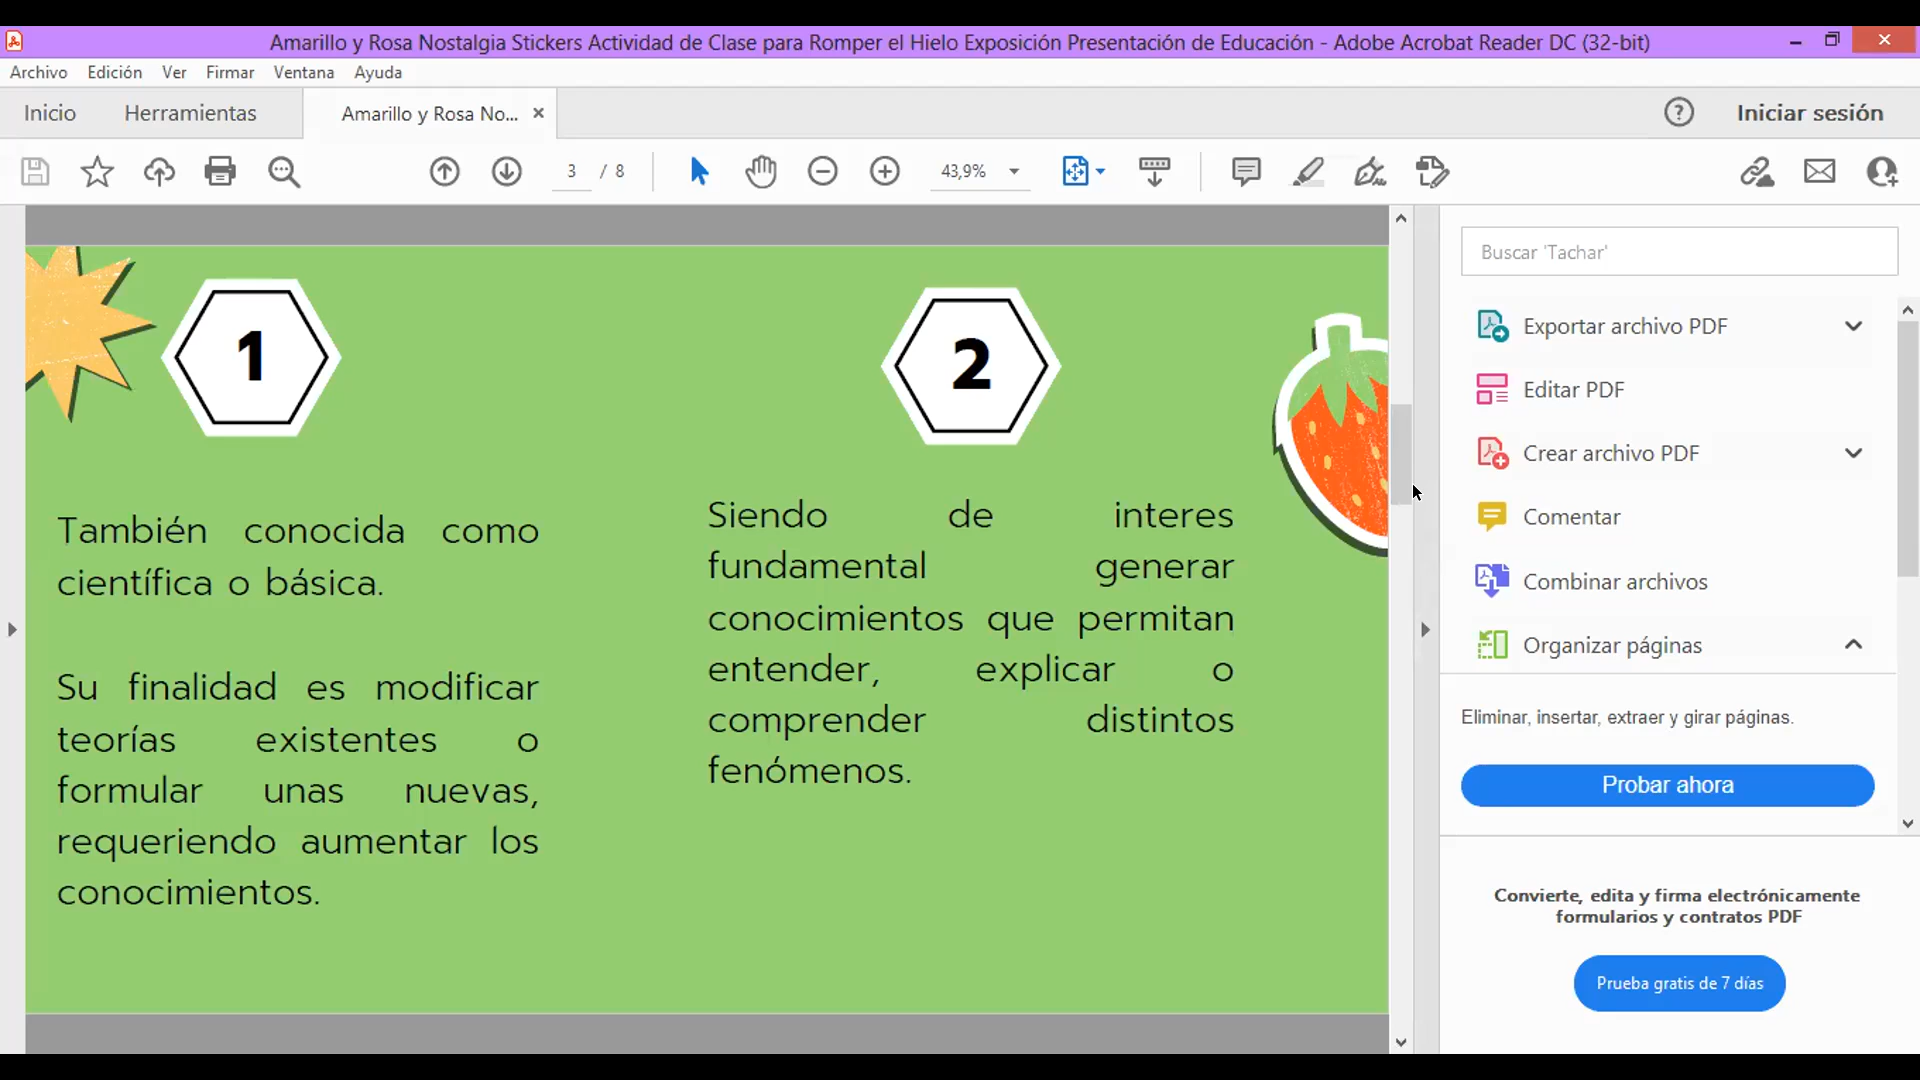 Amarillo y Rosa Nostalgia Stickers Actividad de Clase para Romper el Hielo Exposición Presentación de Educación - Adobe Acrobat Reader DC (32-bit)
Archivo Edición Ver Firmar Ventana Ayuda
Inicio Herramientas Amarillo y Rosa No... Iniciar sesión
3 / 8 43,9%
1
También conocida como
científica o básica.
Su finalidad es modificar
teorías existentes o
formular unas nuevas,
requeriendo aumentar los
conocimientos.
2
Siendo de interes
fundamental generar
conocimientos que permitan
entender, explicar o
comprender distintos
fenómenos.
Buscar 'Tachar'
Exportar archivo PDF
Editar PDF
Crear archivo PDF
Comentar
Combinar archivos
Organizar páginas
Eliminar, insertar, extraer y girar páginas.
Probar ahora
Convierte, edita y firma electrónicamente
formularios y contratos PDF
Prueba gratis de 7 días